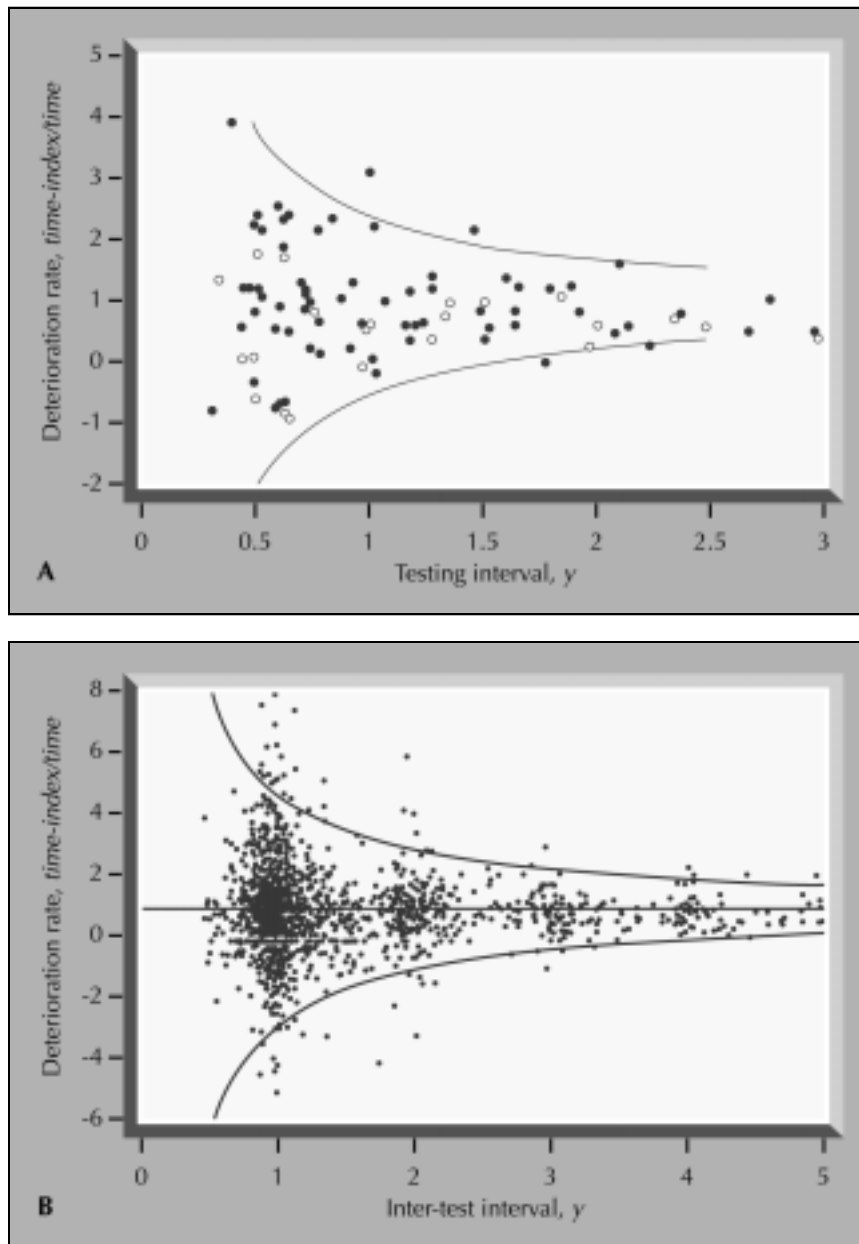 Deterioration rate, time-index/time
5
4
3
2
1
0
-1
-2
0 0.5 1 1.5 2 2.5 3
A
Testing interval, y
Deterioration rate, time-index/time
8
6
4
2
0
-2
-4
-6
0 1 2 3 4 5
B
Inter-test interval, y